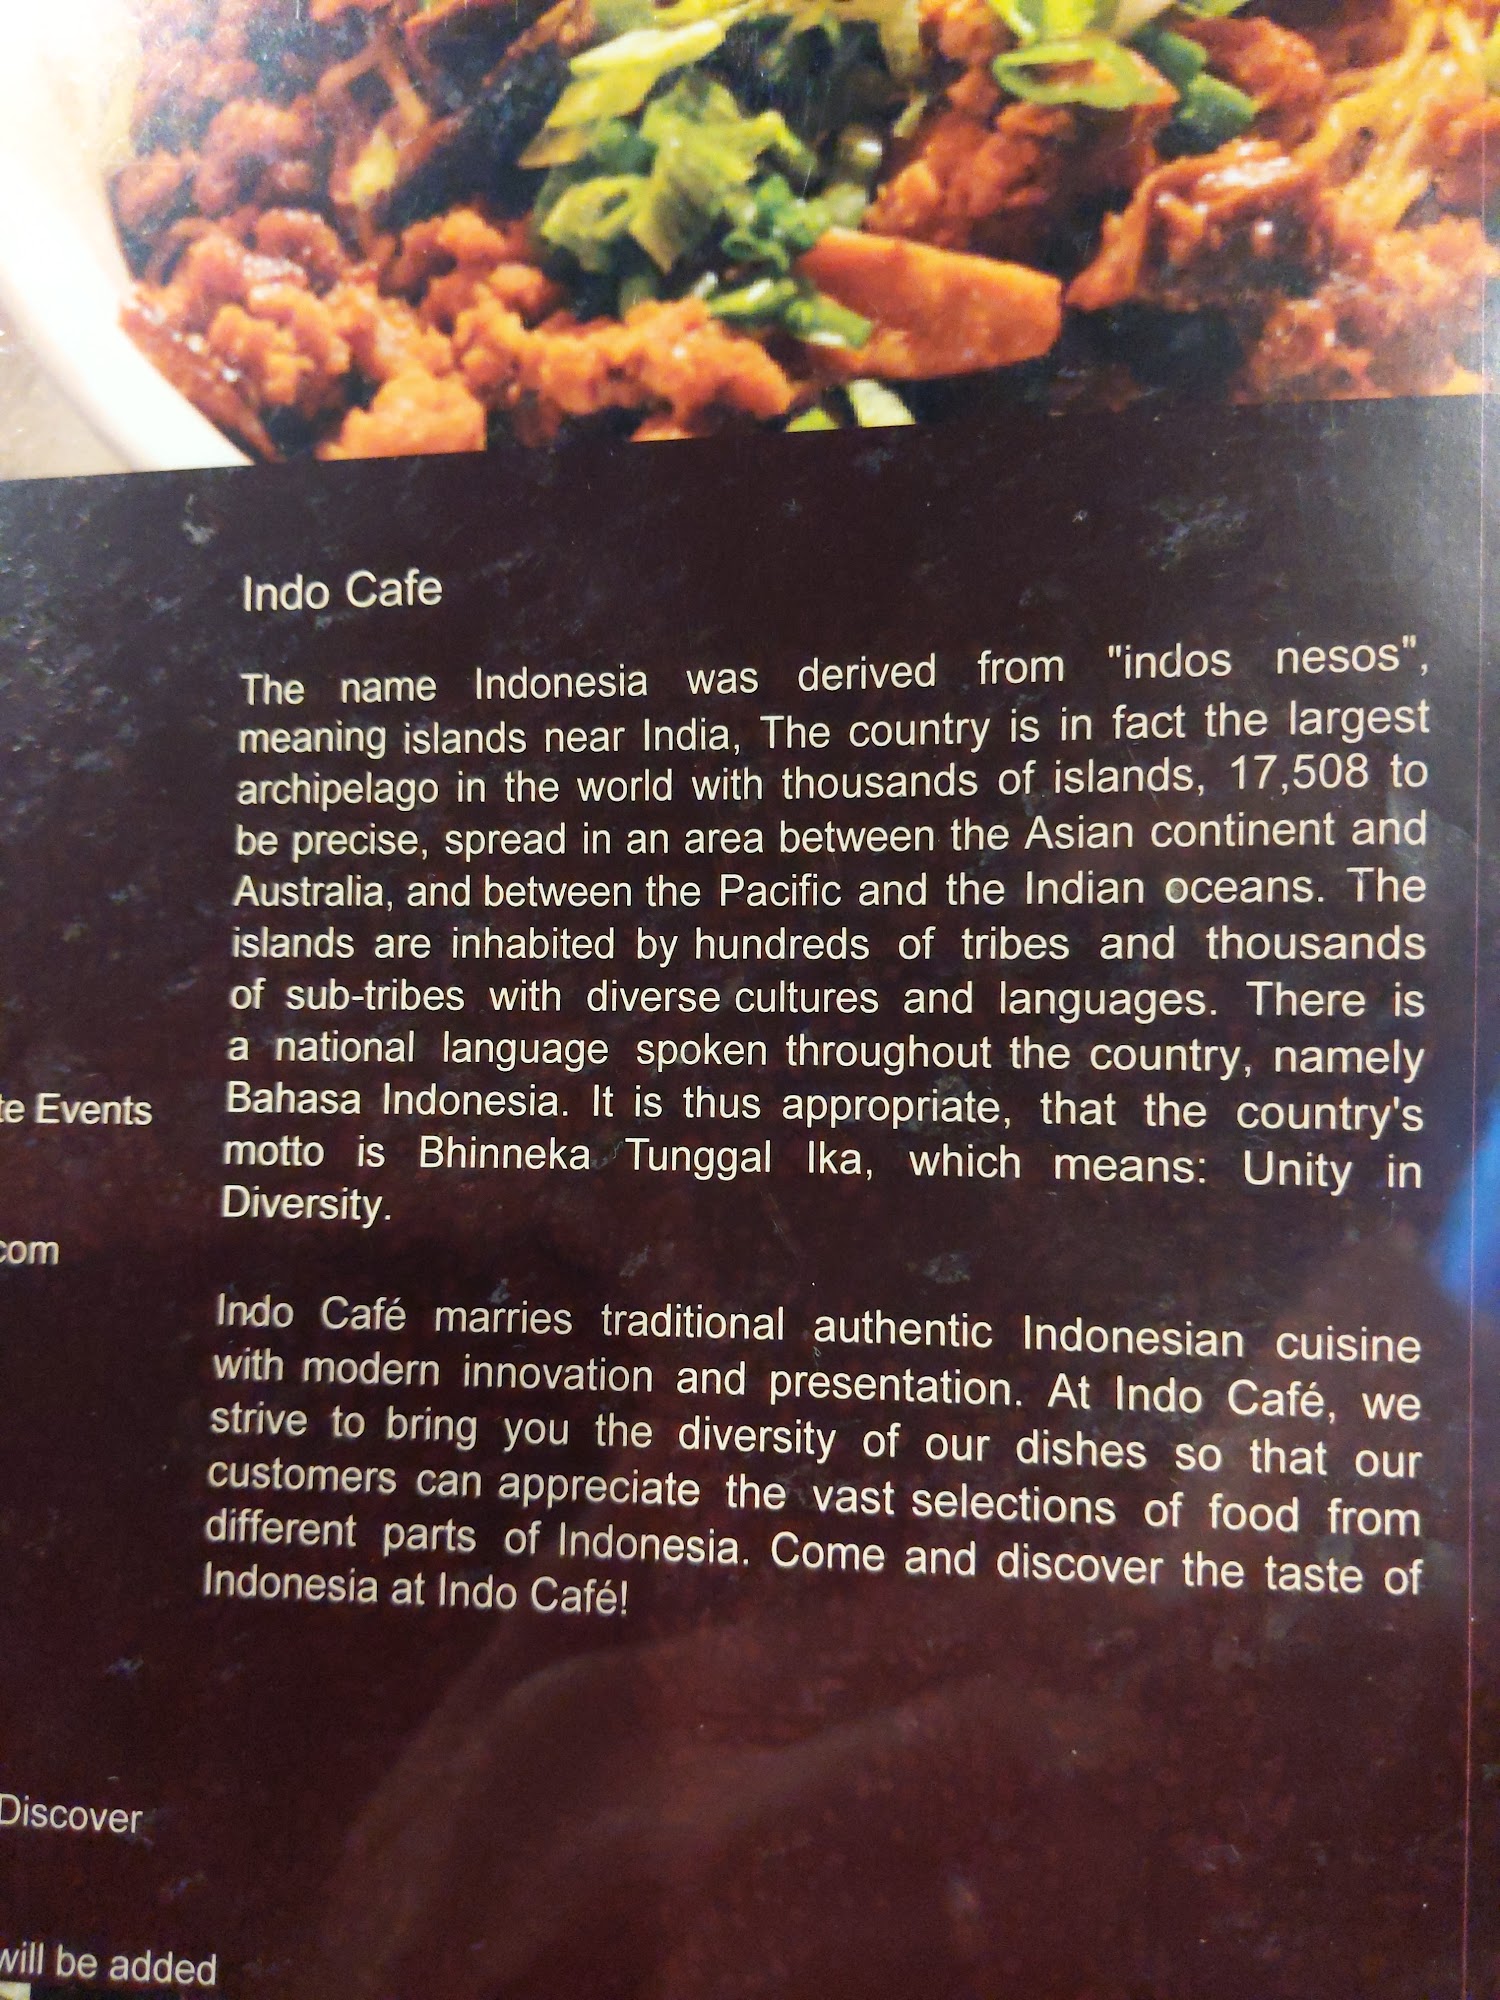 Indo Cafe
The name Indonesia was derived from "indos nesos",
meaning islands near India, The country is in fact the largest
archipelago in the world with thousands of islands, 17,508 to
be precise, spread in an area between the Asian continent and
Australia, and between the Pacific and the Indian oceans. The
islands are inhabited by hundreds of tribes and thousands
of sub-tribes with diverse cultures and languages. There is
a national language spoken throughout the country, namely
Bahasa Indonesia. It is thus appropriate, that the country's
motto is Bhinneka Tunggal Ika, which means: Unity in
Diversity.
Indo Café marries traditional authentic Indonesian cuisine
with modern innovation and presentation. At Indo Café, we
strive to bring you the diversity of our dishes so that our
customers can appreciate the vast selections of food from
different parts of Indonesia. Come and discover the taste of
Indonesia at Indo Café!
te Events
com
Discover
will be added